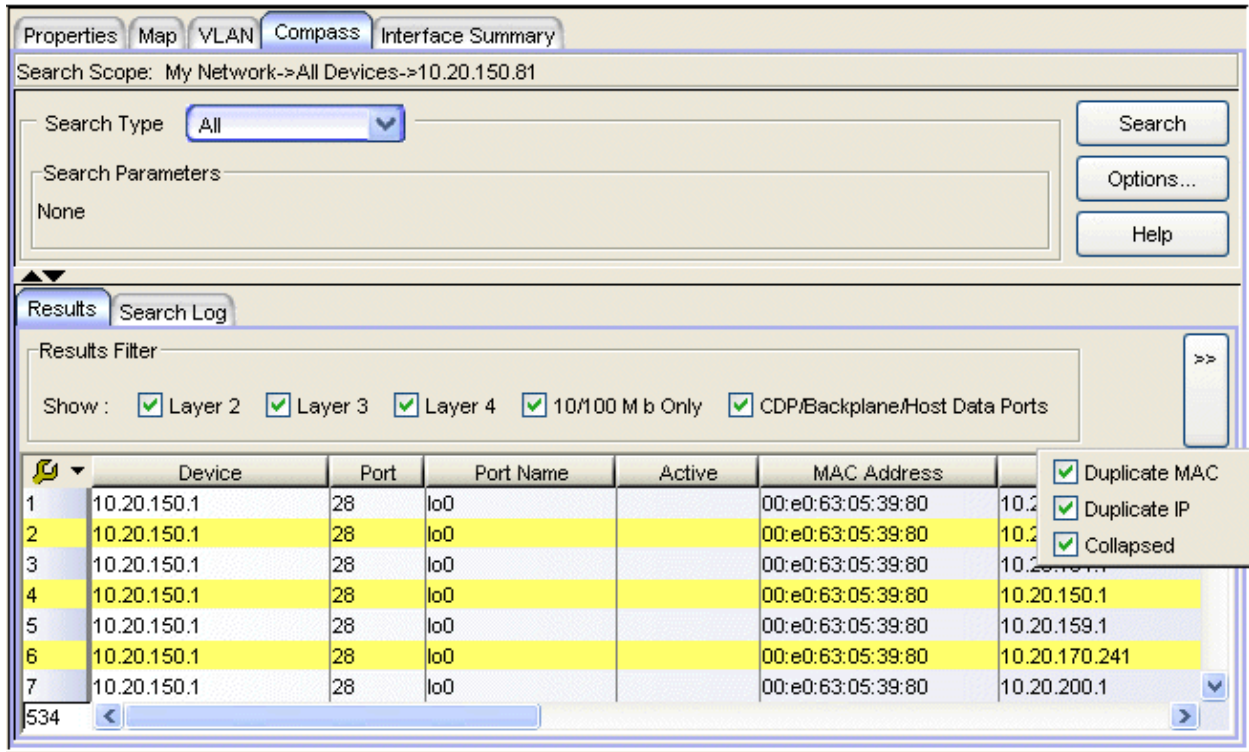 Properties Map VLAN Compass Interface Summary
Search Scope: My Network->All Devices->10.20.150.81
Search Type All
Search
Search Parameters
Options...
None
Help
Results Search Log
Results Filter
>>
Show : Layer 2 Layer 3 Layer 4 10/100 M b Only CDP/Backplane/Host Data Ports
Device Port Port Name Active MAC Address
Duplicate MAC
Duplicate IP
Collapsed
1 10.20.150.1 28 lo0 00:e0:63:05:39:80
2 10.20.150.1 28 lo0 00:e0:63:05:39:80
3 10.20.150.1 28 lo0 00:e0:63:05:39:80
4 10.20.150.1 28 lo0 00:e0:63:05:39:80 10.20.150.1
5 10.20.150.1 28 lo0 00:e0:63:05:39:80 10.20.159.1
6 10.20.150.1 28 lo0 00:e0:63:05:39:80 10.20.170.241
7 10.20.150.1 28 lo0 00:e0:63:05:39:80 10.20.200.1
534